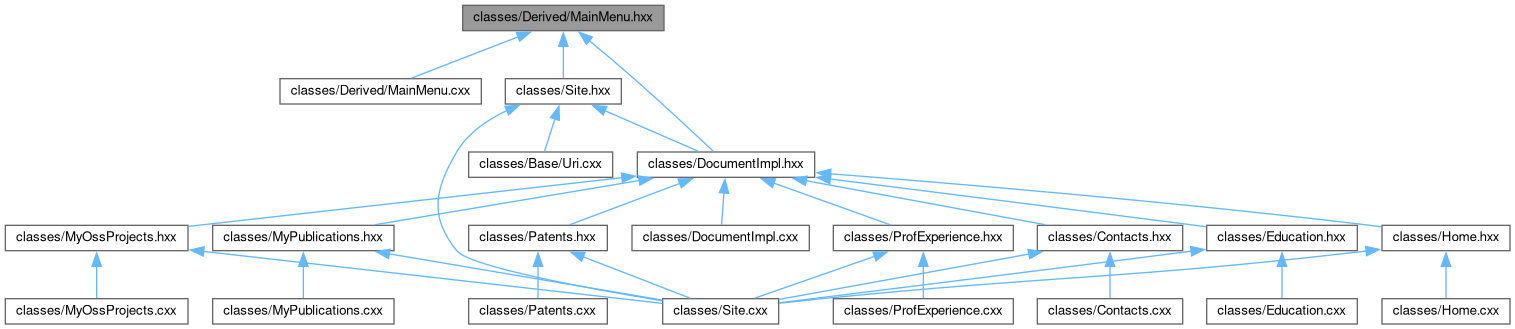 classes/Derived/MainMenu.hxx
classes/Derived/MainMenu.cxx
classes/Site.hxx
classes/Base/Uri.cxx
classes/DocumentImpl.hxx
classes/MyOssProjects.hxx
classes/MyPublications.hxx
classes/Patents.hxx
classes/DocumentImpl.cxx
classes/ProfExperience.hxx
classes/Contacts.hxx
classes/Education.hxx
classes/Home.hxx
classes/MyOssProjects.cxx
classes/MyPublications.cxx
classes/Patents.cxx
classes/Site.cxx
classes/ProfExperience.cxx
classes/Contacts.cxx
classes/Education.cxx
classes/Home.cxx